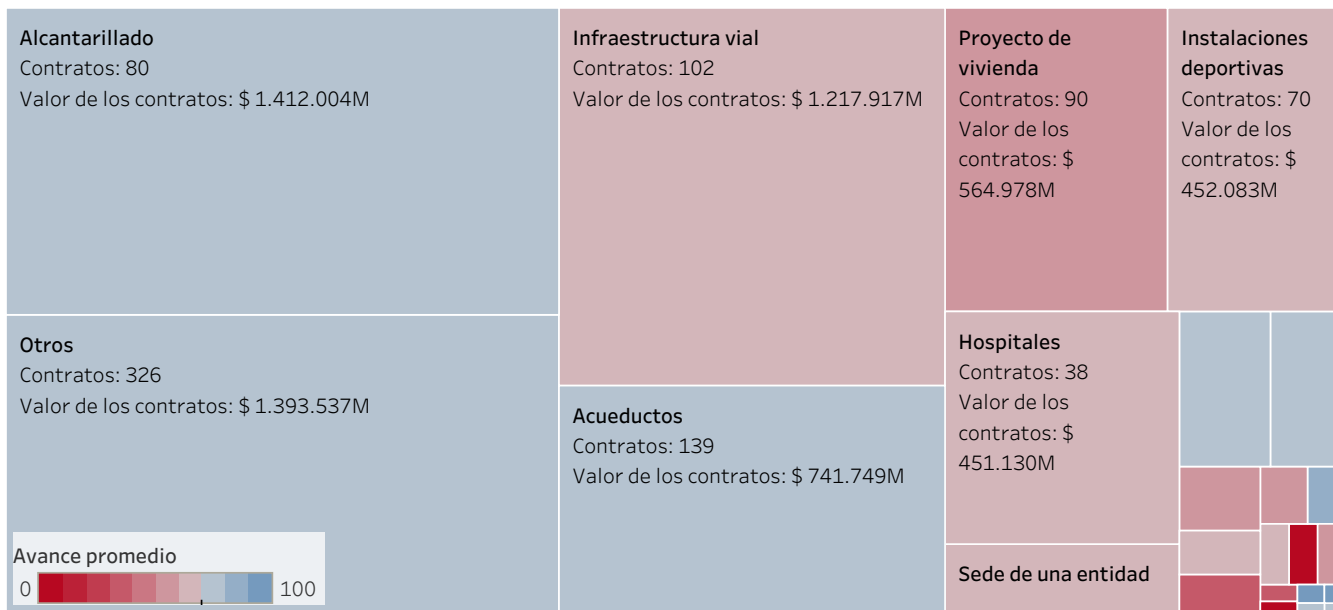 Alcantarillado
Contratos: 80
Valor de los contratos: $ 1.412.004M
Otros
Contratos: 326
Valor de los contratos: $ 1.393.537M
Avance promedio
0 100
Infraestructura vial
Contratos: 102
Valor de los contratos: $ 1.217.917M
Acueductos
Contratos: 139
Valor de los contratos: $ 741.749M
Proyecto de
vivienda
Contratos: 90
Valor de los
contratos: $
564.978M
Instalaciones
deportivas
Contratos: 70
Valor de los
contratos: $
452.083M
Hospitales
Contratos: 38
Valor de los
contratos: $
451.130M
Sede de una entidad